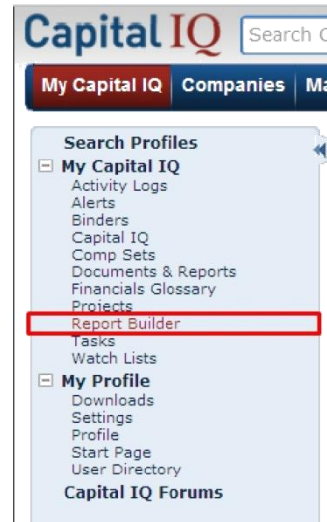 Capital IQ Search C
My Capital IQ Companies Ma
Search Profiles
My Capital IQ
Activity Logs
Alerts
Binders
Capital IQ
Comp Sets
Documents & Reports
Financials Glossary
Projects
Report Builder
Tasks
Watch Lists
My Profile
Downloads
Settings
Profile
Start Page
User Directory
Capital IQ Forums